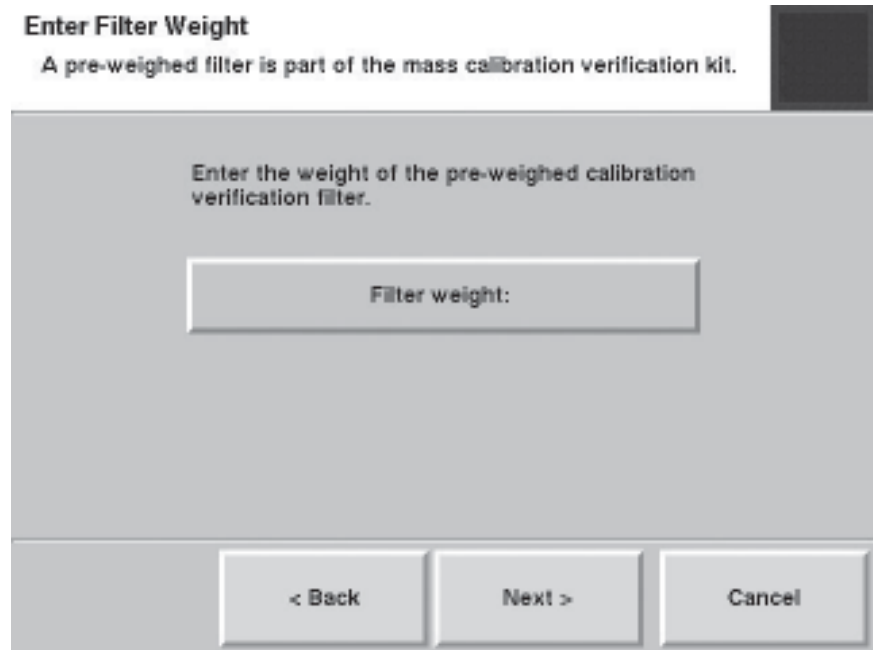 Enter Filter Weight
A pre-weighed filter is part of the mass calibration verification kit.
Enter the weight of the pre-weighed calibration
verification filter.
Filter weight:
< Back
Next >
Cancel